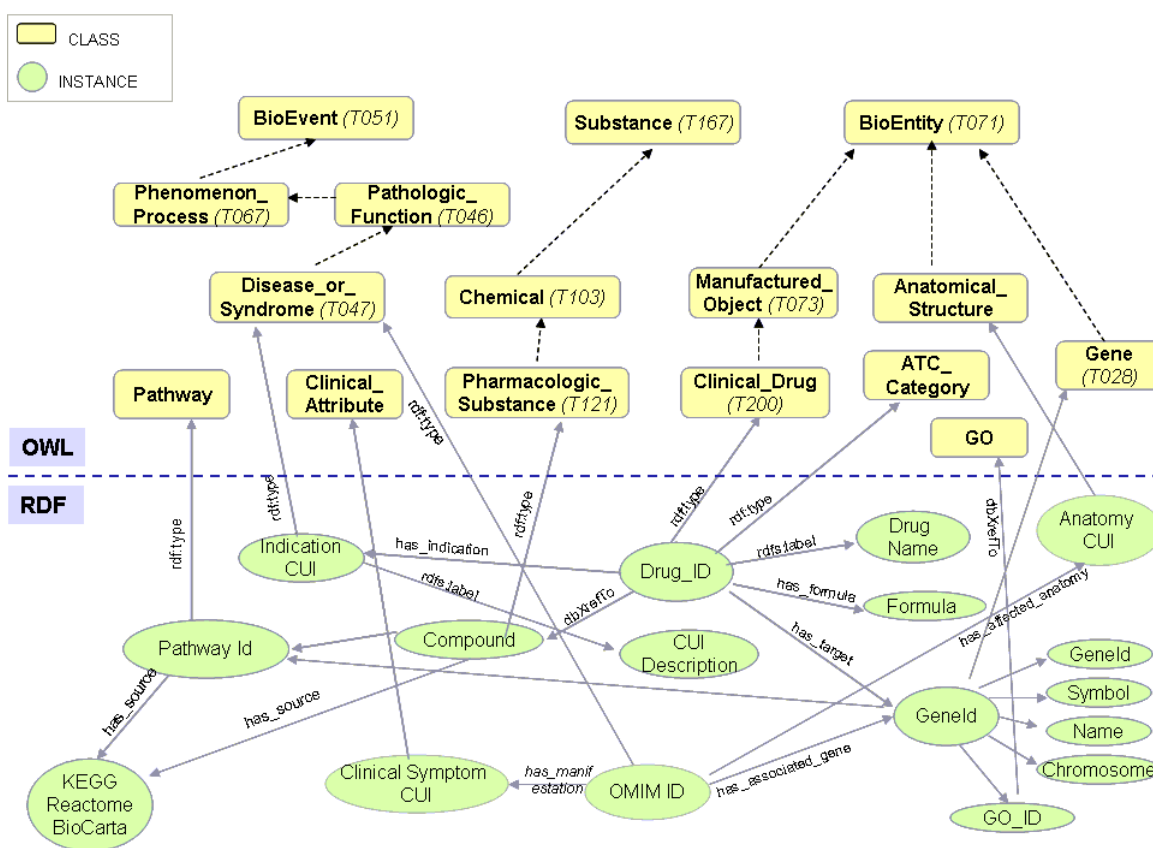 CLASS
INSTANCE
BioEvent (T051)
Substance (T167)
BioEntity (T071)
Phenomenon_
Process (T067)
Pathologic_
Function (T046)
Disease_or_
Syndrome (T047)
Chemical (T103)
Manufactured_
Object (T073)
Anatomical_
Structure
Gene
(T028)
Pathway
Clinical_
Attribute
Pharmacologic_
Substance (T121)
Clinical_Drug
(T200)
ATC_
Category
GO
OWL
RDF
rdf:type
rdf:type
rdf:type
rdf:type
rdf:type
rdf:type
dbXrefTo
Indication
CUI
has_indication
rdfs:label
Drug_ID
rdfs:label
Drug
Name
Anatomy
CUI
has_formula
Formula
has_affected_anatomy
dbXrefTo
has_target
Pathway Id
Compound
CUI
Description
GeneId
GeneId
Symbol
Name
Chromosome
has_source
has_source
KEGG
Reactome
BioCarta
Clinical Symptom
CUI
has_manif
estation
OMIM ID
has_associated_gene
GO_ID